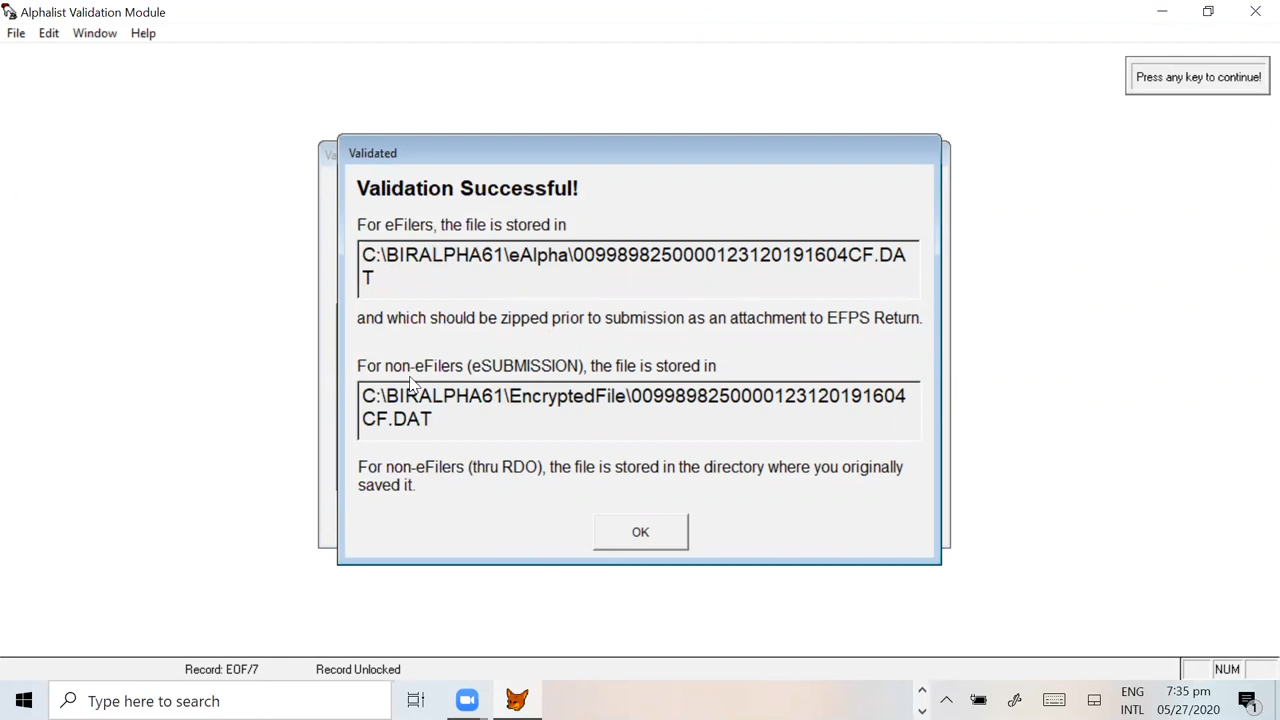 Alphalist Validation Module
File Edit Window Help
Press any key to continue!
Va
Validated
Validation Successful!
For eFilers, the file is stored in
C:\BIRALPHA61\eAlpha\0099898250000123120191604CF.DA
T
and which should be zipped prior to submission as an attachment to EFPS Return.
For non-eFilers (eSUBMISSION), the file is stored in
C:\BIRALPHA61\EncryptedFile\0099898250000123120191604
CF.DAT
For non-eFilers (thru RDO), the file is stored in the directory where you originally
saved it.
OK
Record: EOF/7 Record Unlocked NUM
Type here to search
ENG 7:35 pm
INTL 05/27/2020 1